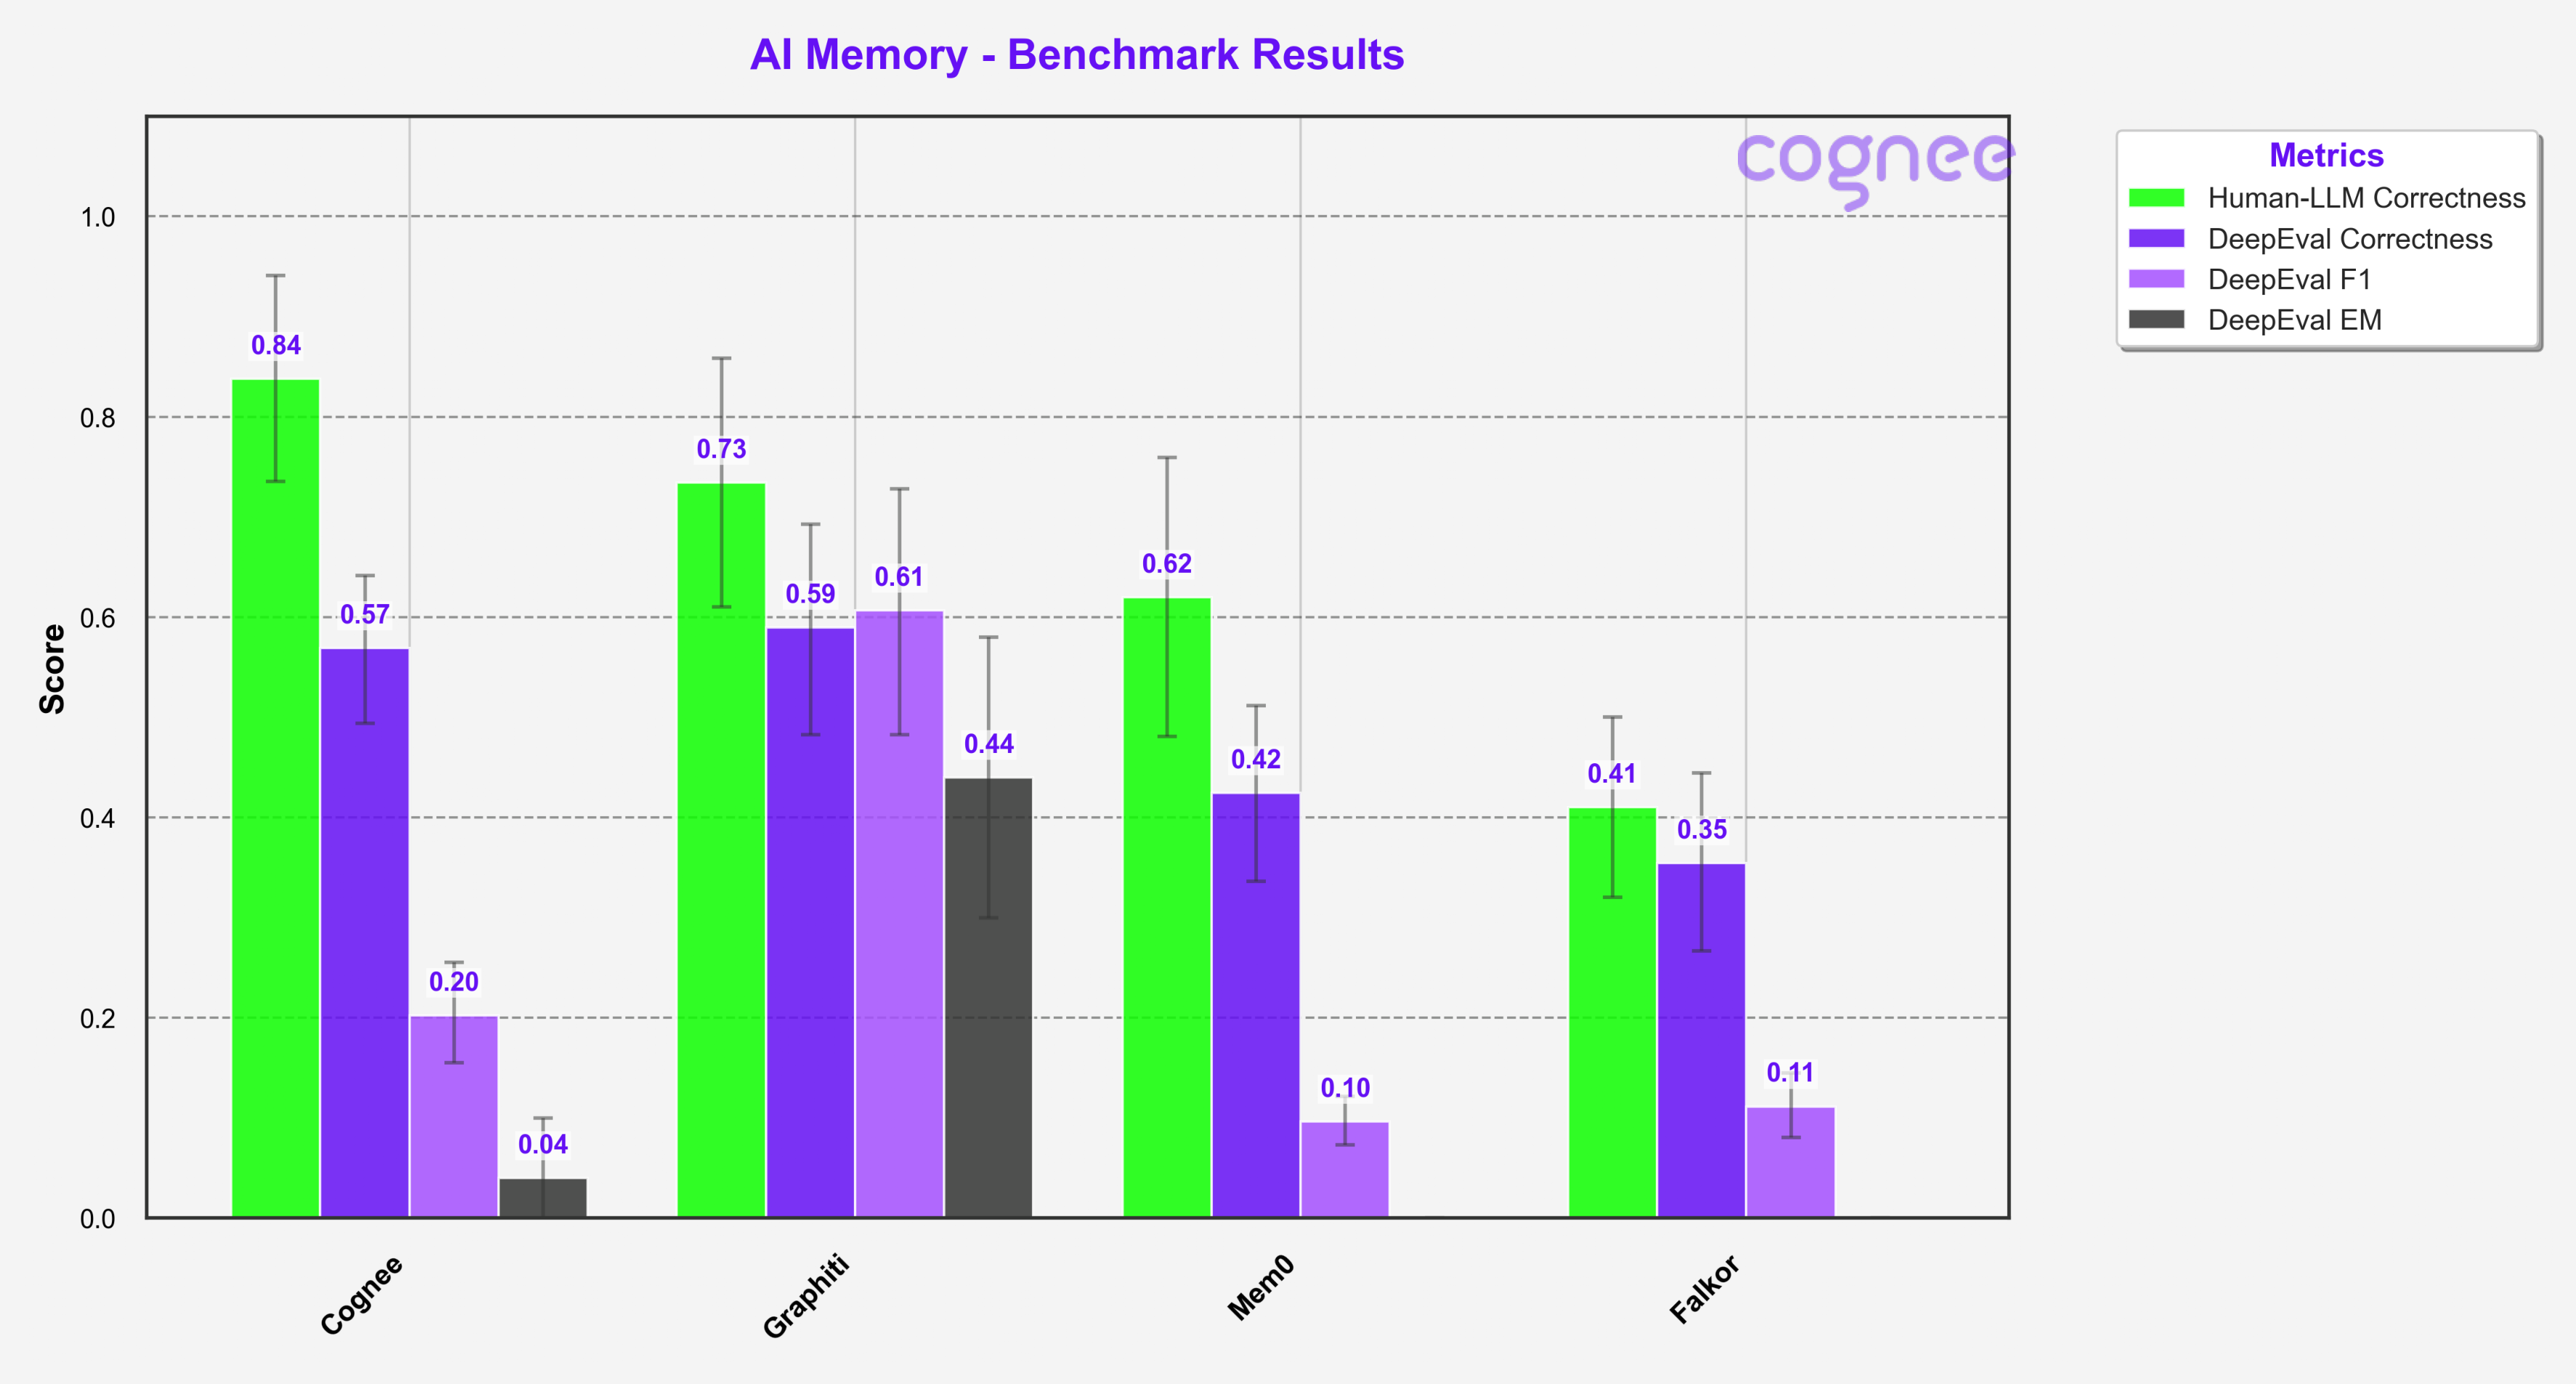 AI Memory - Benchmark Results
cognee
Metrics
Human-LLM Correctness
DeepEval Correctness
DeepEval F1
DeepEval EM
Score
1.0
0.8
0.6
0.4
0.2
0.0
0.84
0.57
0.20
0.04
0.73
0.59
0.61
0.44
0.62
0.42
0.10
0.41
0.35
0.11
Cognee
Graphiti
Mem0
Falkor